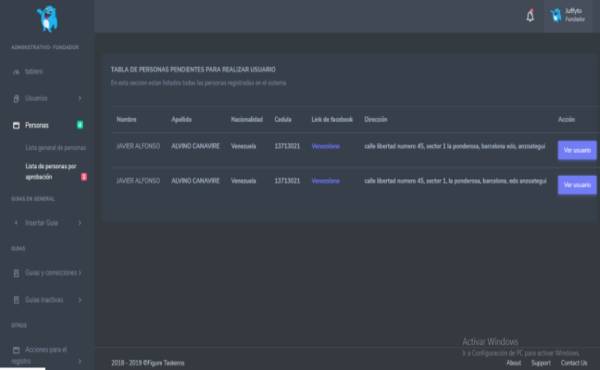 Juffyto
Fundador
ADMINISTRATIVO- FUNDADOR
tablero
Usuarios
Personas
Lista general de personas
Lista de personas por
aprobación
GUIAS EN GENERAL
Insertar Guia
GUIAS
Guias y correcciones
Guias inactivas
OTROS
Acciones para el
registro
TABLA DE PERSONAS PENDIENTES PARA REALIZAR USUARIO
En esta seccion estan listados todas las personas registradas en el sistema
Nombre Apellido Nacionalidad Cedula Link de facebook Dirección Acción
JAVIER ALFONSO ALVINO CANAVIRE Venezuela 13713021 Venezolano calle libertad numero 45, sector 1 la ponderosa, barcelona edo, anzoategui Ver usuario
JAVIER ALFONSO ALVINO CANAVIRE Venezuela 13713021 Venezolano calle libertad numero 45, sector 1, la ponderosa, barcelona, edo anzoategui Ver usuario
Activar Windows
Ir a Configuración de PC para activar Windows.
2018 - 2019 ©Figure Taskems
About Support Contact Us